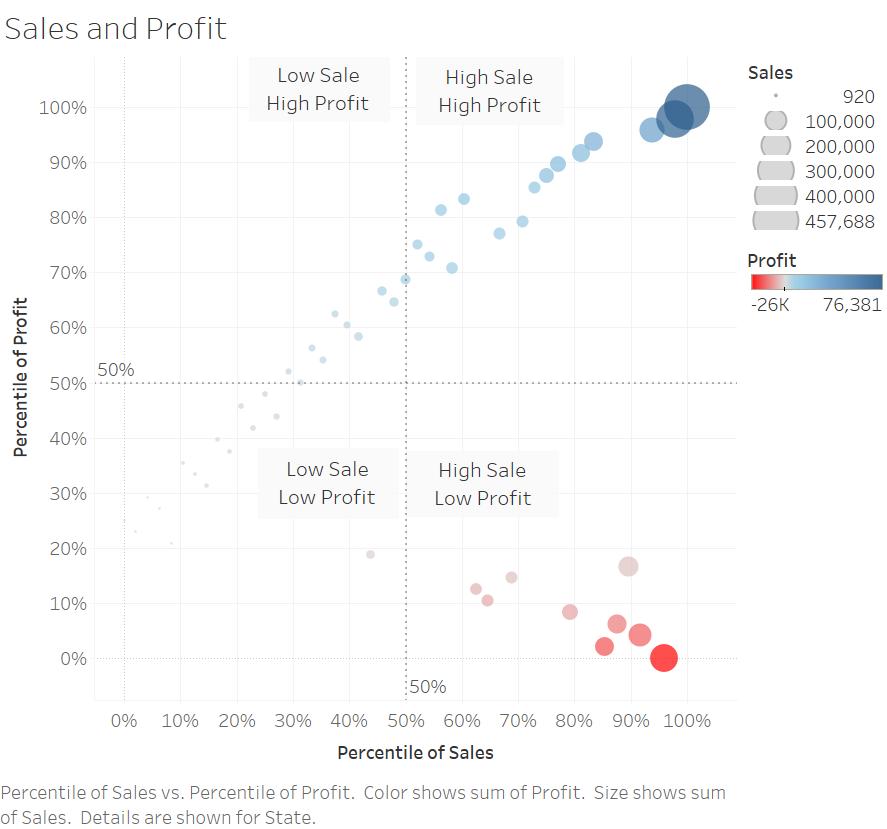 Sales and Profit
Low Sale
High Profit
High Sale
High Profit
Sales
920
100,000
200,000
300,000
400,000
457,688
Profit
-26K 76,381
100%
90%
80%
70%
60%
50%
50%
40%
30%
20%
10%
0%
Percentile of Profit
Low Sale
Low Profit
High Sale
Low Profit
50%
0% 10% 20% 30% 40% 50% 60% 70% 80% 90% 100%
Percentile of Sales
Percentile of Sales vs. Percentile of Profit. Color shows sum of Profit. Size shows sum
of Sales. Details are shown for State.